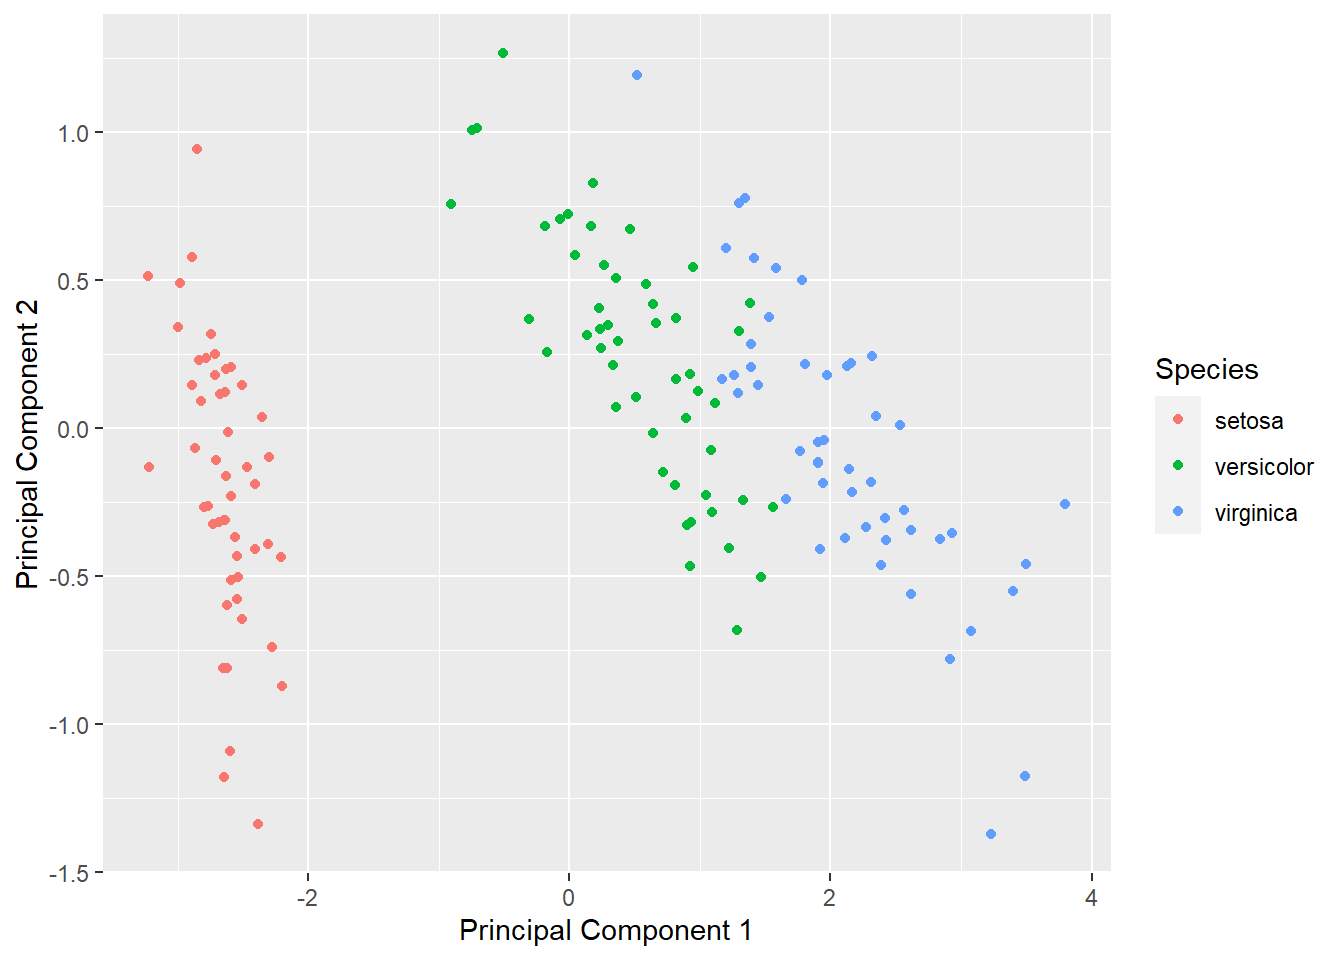 1.0
0.5
0.0
-0.5
-1.0
-1.5
-2
0
2
4
Principal Component 1
Principal Component 2
Species
setosa
versicolor
virginica